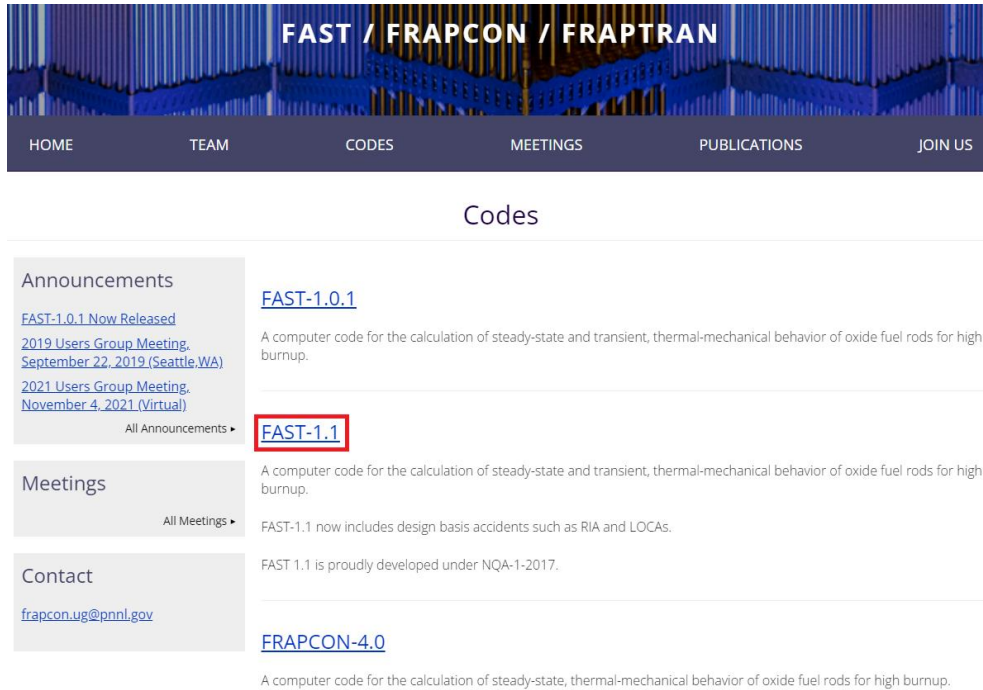 FAST / FRAPCON / FRAPTRAN
HOME TEAM CODES MEETINGS PUBLICATIONS JOIN US
Codes
Announcements
FAST-1.0.1 Now Released
2019 Users Group Meeting,
September 22, 2019 (Seattle,WA)
2021 Users Group Meeting,
November 4, 2021 (Virtual)
All Announcements ▸
Meetings
All Meetings ▸
Contact
frapcon.ug@pnnl.gov
FAST-1.0.1
A computer code for the calculation of steady-state and transient, thermal-mechanical behavior of oxide fuel rods for high
burnup.
FAST-1.1
A computer code for the calculation of steady-state and transient, thermal-mechanical behavior of oxide fuel rods for high
burnup.
FAST-1.1 now includes design basis accidents such as RIA and LOCAs.
FAST 1.1 is proudly developed under NQA-1-2017.
FRAPCON-4.0
A computer code for the calculation of steady-state, thermal-mechanical behavior of oxide fuel rods for high burnup.